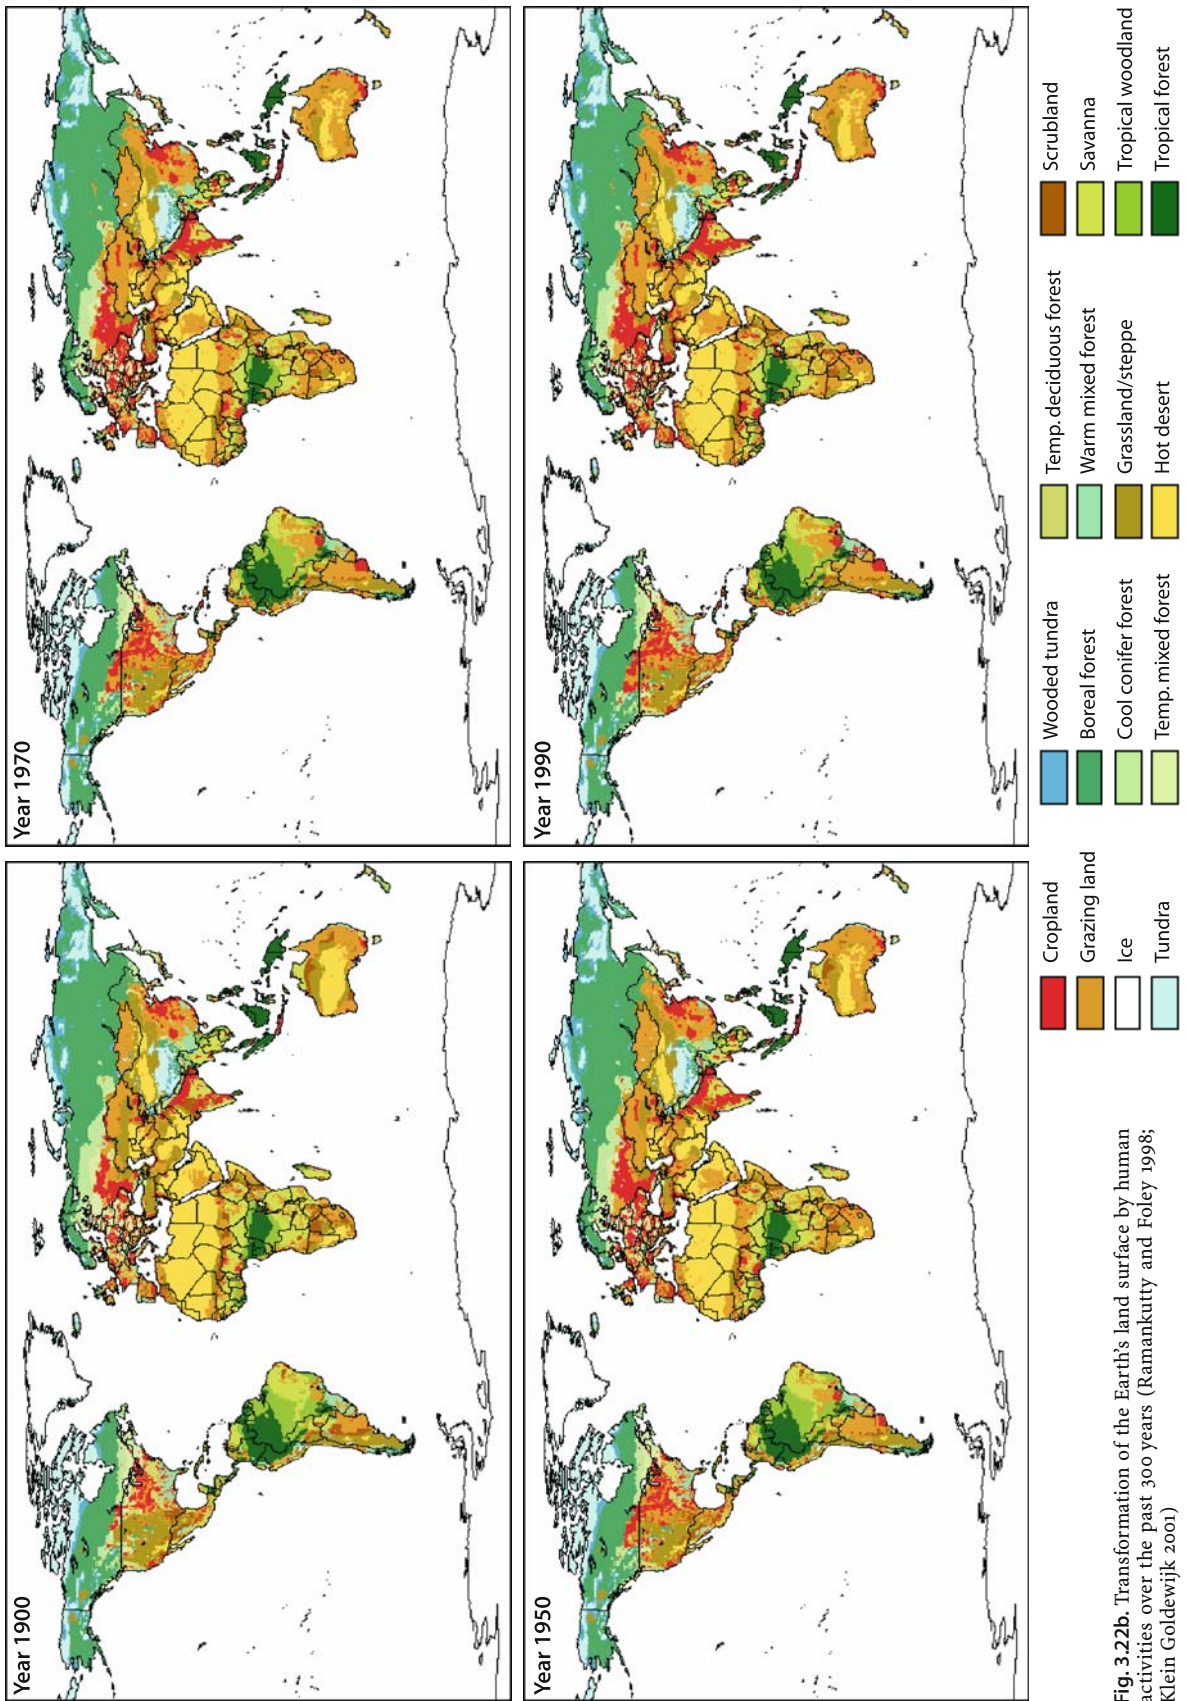 Year 1900
Year 1970
Year 1950
Year 1990
Cropland
Grazing land
Ice
Tundra
Wooded tundra
Boreal forest
Cool conifer forest
Temp. mixed forest
Temp. deciduous forest
Warm mixed forest
Grassland/steppe
Hot desert
Scrubland
Savanna
Tropical woodland
Tropical forest
Fig. 3.22b. Transformation of the Earth's land surface by human
activities over the past 300 years (Ramankutty and Foley 1998;
Klein Goldewijk 2001)